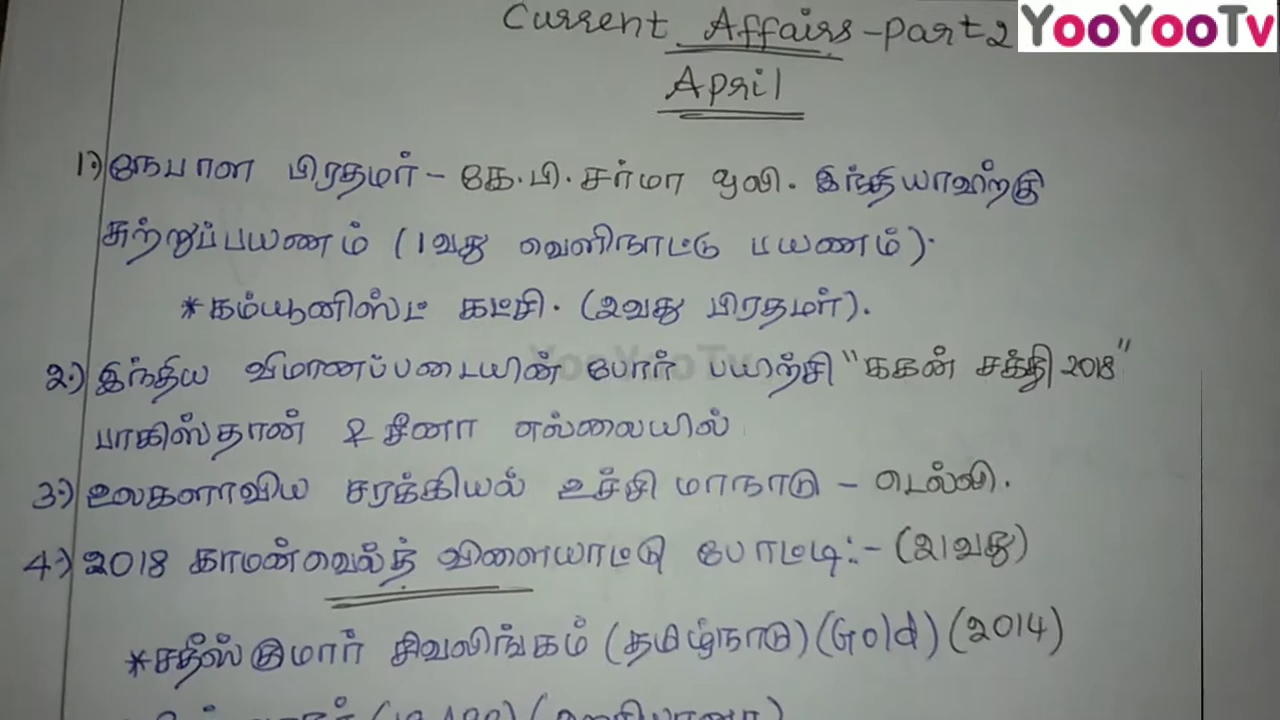 Current Affairs - Part 2
YooYooTv
April
1.) நேபாள பிரதமர் - கே.பி.சர்மா ஒலி. இந்தியாவிற்கு
சுற்றுப்பயணம் (1வது வெளிநாட்டு பயணம்).
*கம்யூனிஸ்ட் கட்சி. (2வது பிரதமர்).
2.) இந்திய விமானப்படையின் போர் பயிற்சி "ககன் சக்தி 2018"
பாகிஸ்தான் & சீனா எல்லையில்
3.) உலகளாவிய சரக்கியல் உச்சி மாநாடு - டெல்லி.
4.) 2018 காமன்வெல்த் விளையாட்டு போட்டி:- (21வது)
*சதீஸ்குமார் சிவலிங்கம் (தமிழ்நாடு) (Gold) (2014)